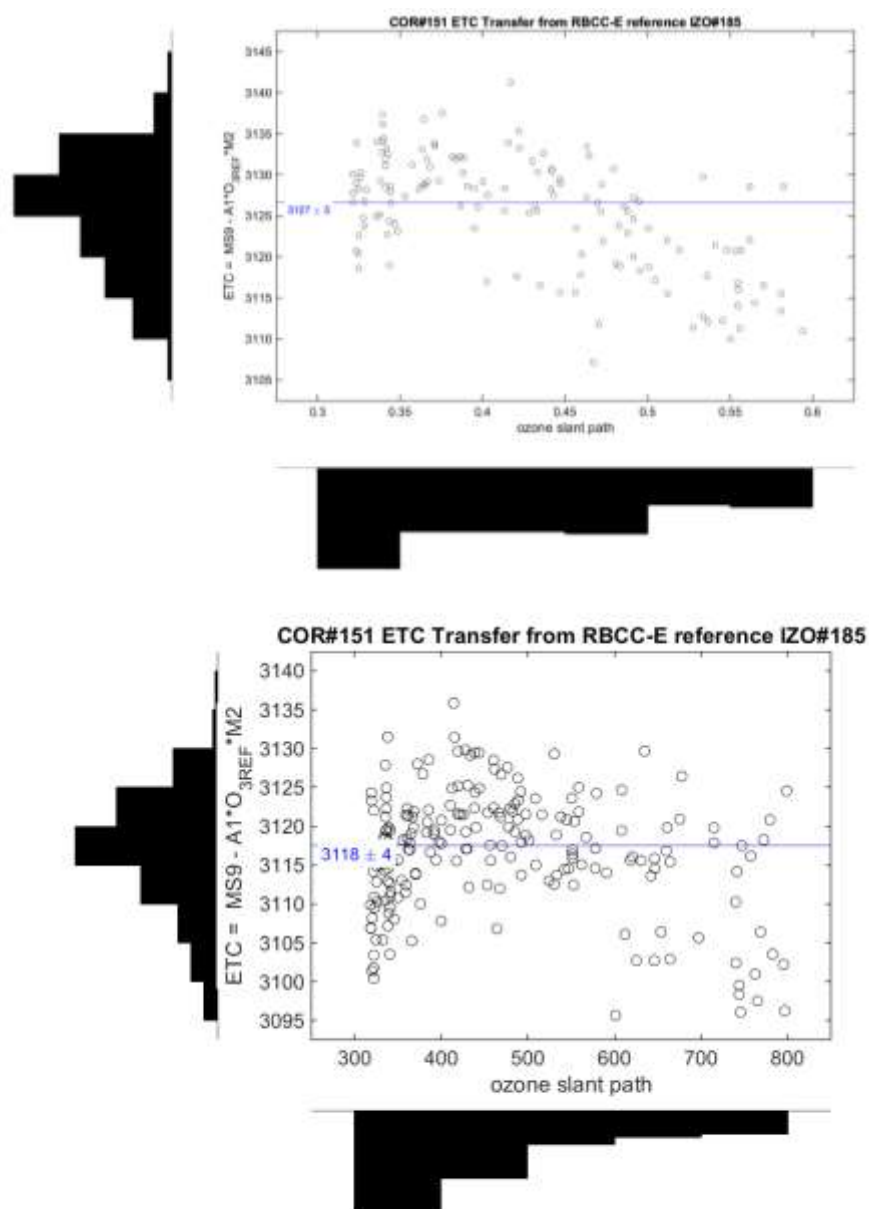 COR#151 ETC Transfer from RBCC-E reference IZO#185
3145
3140
3135
3130
3125
3120
3115
3110
3105
ETC = MS9 - A1*O3REF*M2
3127 ± 5
0.3 0.35 0.4 0.45 0.5 0.55 0.6
ozone slant path
COR#151 ETC Transfer from RBCC-E reference IZO#185
3140
3135
3130
3125
3120
3115
3110
3105
3100
3095
ETC = MS9 - A1*O3REF*M2
3118 ± 4
300 400 500 600 700 800
ozone slant path